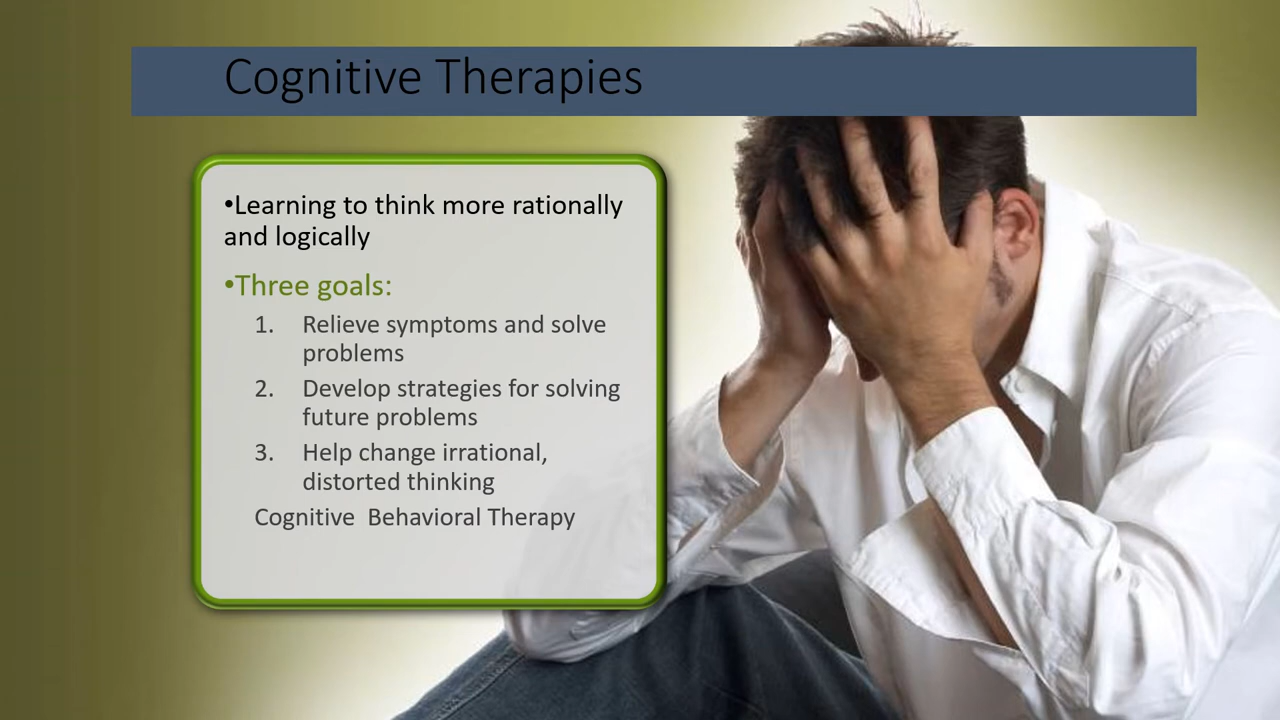 Cognitive Therapies
•Learning to think more rationally
and logically
•Three goals:
1. Relieve symptoms and solve
problems
2. Develop strategies for solving
future problems
3. Help change irrational,
distorted thinking
Cognitive  Behavioral Therapy